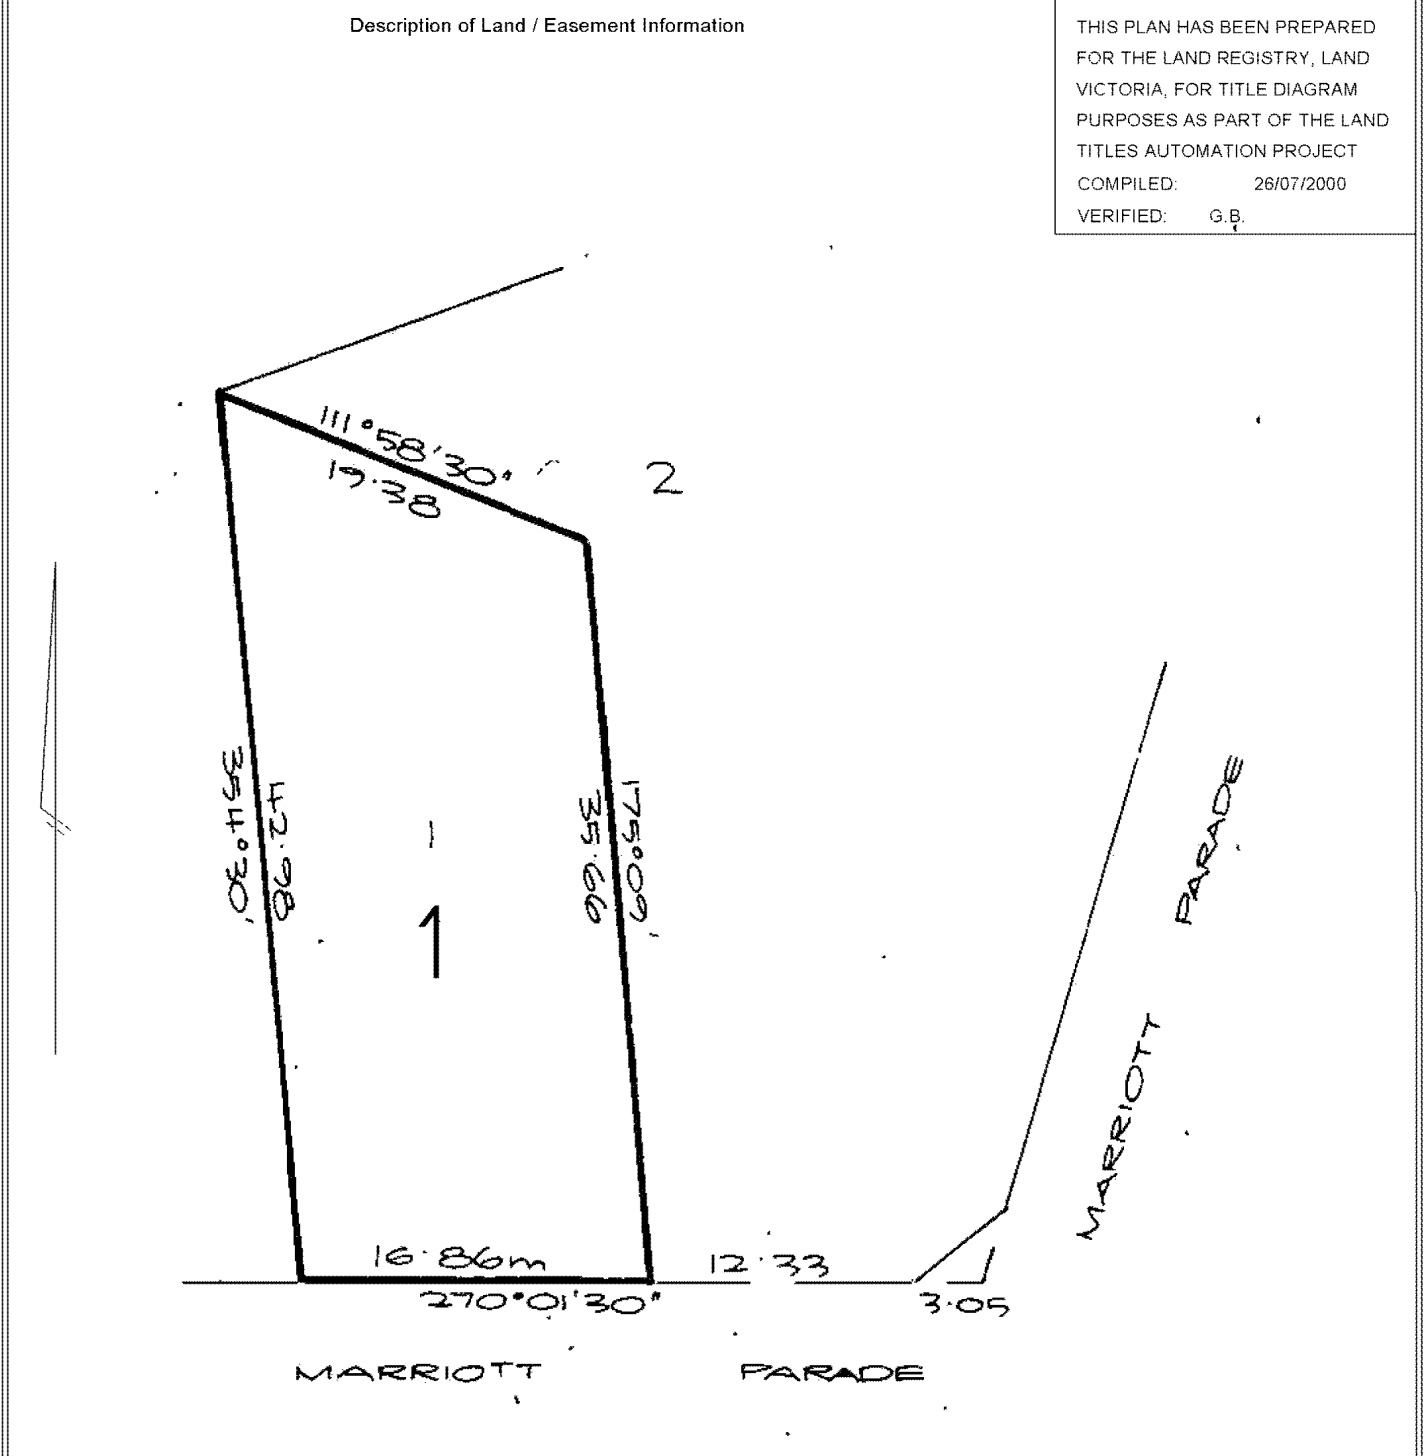 Description of Land / Easement Information
THIS PLAN HAS BEEN PREPARED
FOR THE LAND REGISTRY, LAND
VICTORIA, FOR TITLE DIAGRAM
PURPOSES AS PART OF THE LAND
TITLES AUTOMATION PROJECT
COMPILED: 26/07/2000
VERIFIED: G.B.
111°58'30"
19.38
2
354°30'
42.98
1
1
35.66
175°09'
16.86m
270°01'30"
12.33
3.05
MARRIOTT PARADE
MARRIOTT PARADE